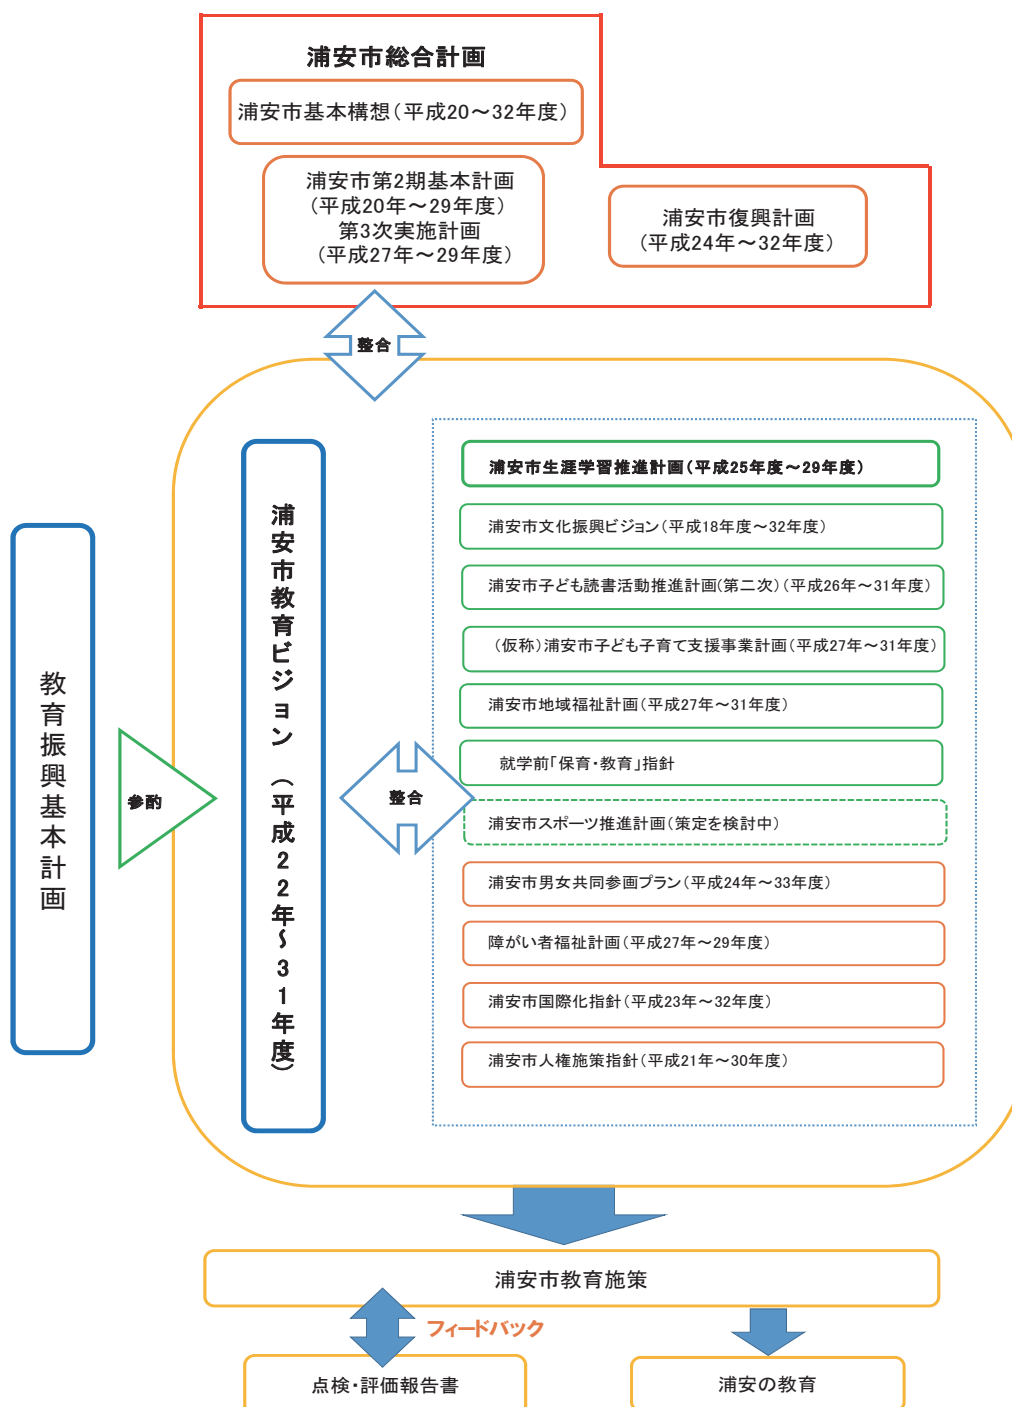 浦安市総合計画
浦安市基本構想（平成20～32年度）
浦安市第2期基本計画
（平成20年～29年度）
第3次実施計画
（平成27年～29年度）
浦安市復興計画
（平成24年～32年度）
整合
教育振興基本計画
参酌
浦安市教育ビジョン（平成22年～31年度）
整合
浦安市生涯学習推進計画（平成25年度～29年度）
浦安市文化振興ビジョン（平成18年度～32年度）
浦安市子ども読書活動推進計画(第二次)（平成26年～31年度）
（仮称）浦安市子ども子育て支援事業計画（平成27年～31年度）
浦安市地域福祉計画（平成27年～31年度）
就学前「保育・教育」指針
浦安市スポーツ推進計画（策定を検討中）
浦安市男女共同参画プラン（平成24年～33年度）
障がい者福祉計画（平成27年～29年度）
浦安市国際化指針（平成23年～32年度）
浦安市人権施策指針（平成21年～30年度）
浦安市教育施策
フィードバック
点検・評価報告書
浦安の教育